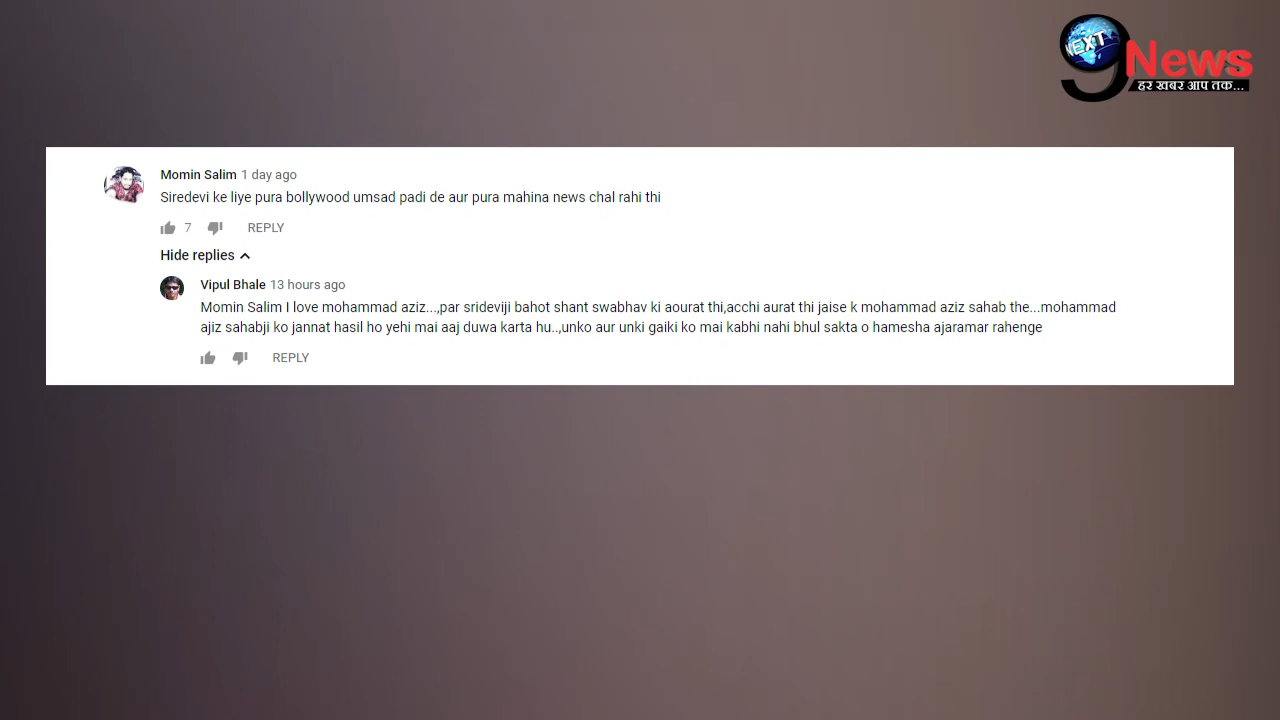 NEXT
9 News
हर खबर आप तक...
Momin Salim 1 day ago
Siredevi ke liye pura bollywood umsad padi de aur pura mahina news chal rahi thi
7 REPLY
Hide replies
Vipul Bhale 13 hours ago
Momin Salim I love mohammad aziz...,par srideviji bahot shant swabhav ki aourat thi,acchi aurat thi jaise k mohammad aziz sahab the...mohammad
ajiz sahabji ko jannat hasil ho yehi mai aaj duwa karta hu..,unko aur unki gaiki ko mai kabhi nahi bhul sakta o hamesha ajaramar rahenge
REPLY